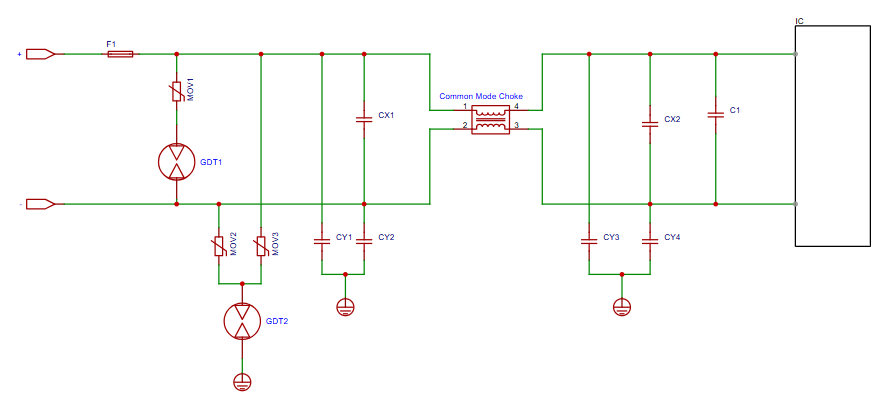 IC
F1
+
MOV1
Common Mode Choke
1
4
2
3
CX1
CX2
C1
GDT1
-
MOV2
MOV3
CY1
CY2
CY3
CY4
GDT2